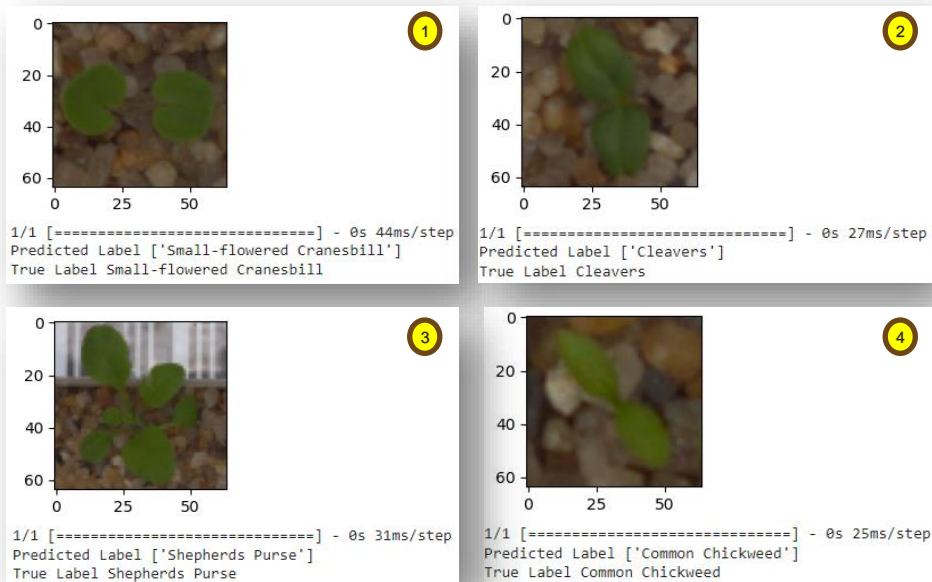 1
0
20
40
60
0 25 50
1/1 [==============================] - 0s 44ms/step
Predicted Label ['Small-flowered Cranesbill']
True Label Small-flowered Cranesbill
2
0
20
40
60
0 25 50
1/1 [==============================] - 0s 27ms/step
Predicted Label ['Cleavers']
True Label Cleavers
3
0
20
40
60
0 25 50
1/1 [==============================] - 0s 31ms/step
Predicted Label ['Shepherds Purse']
True Label Shepherds Purse
4
0
20
40
60
0 25 50
1/1 [==============================] - 0s 25ms/step
Predicted Label ['Common Chickweed']
True Label Common Chickweed